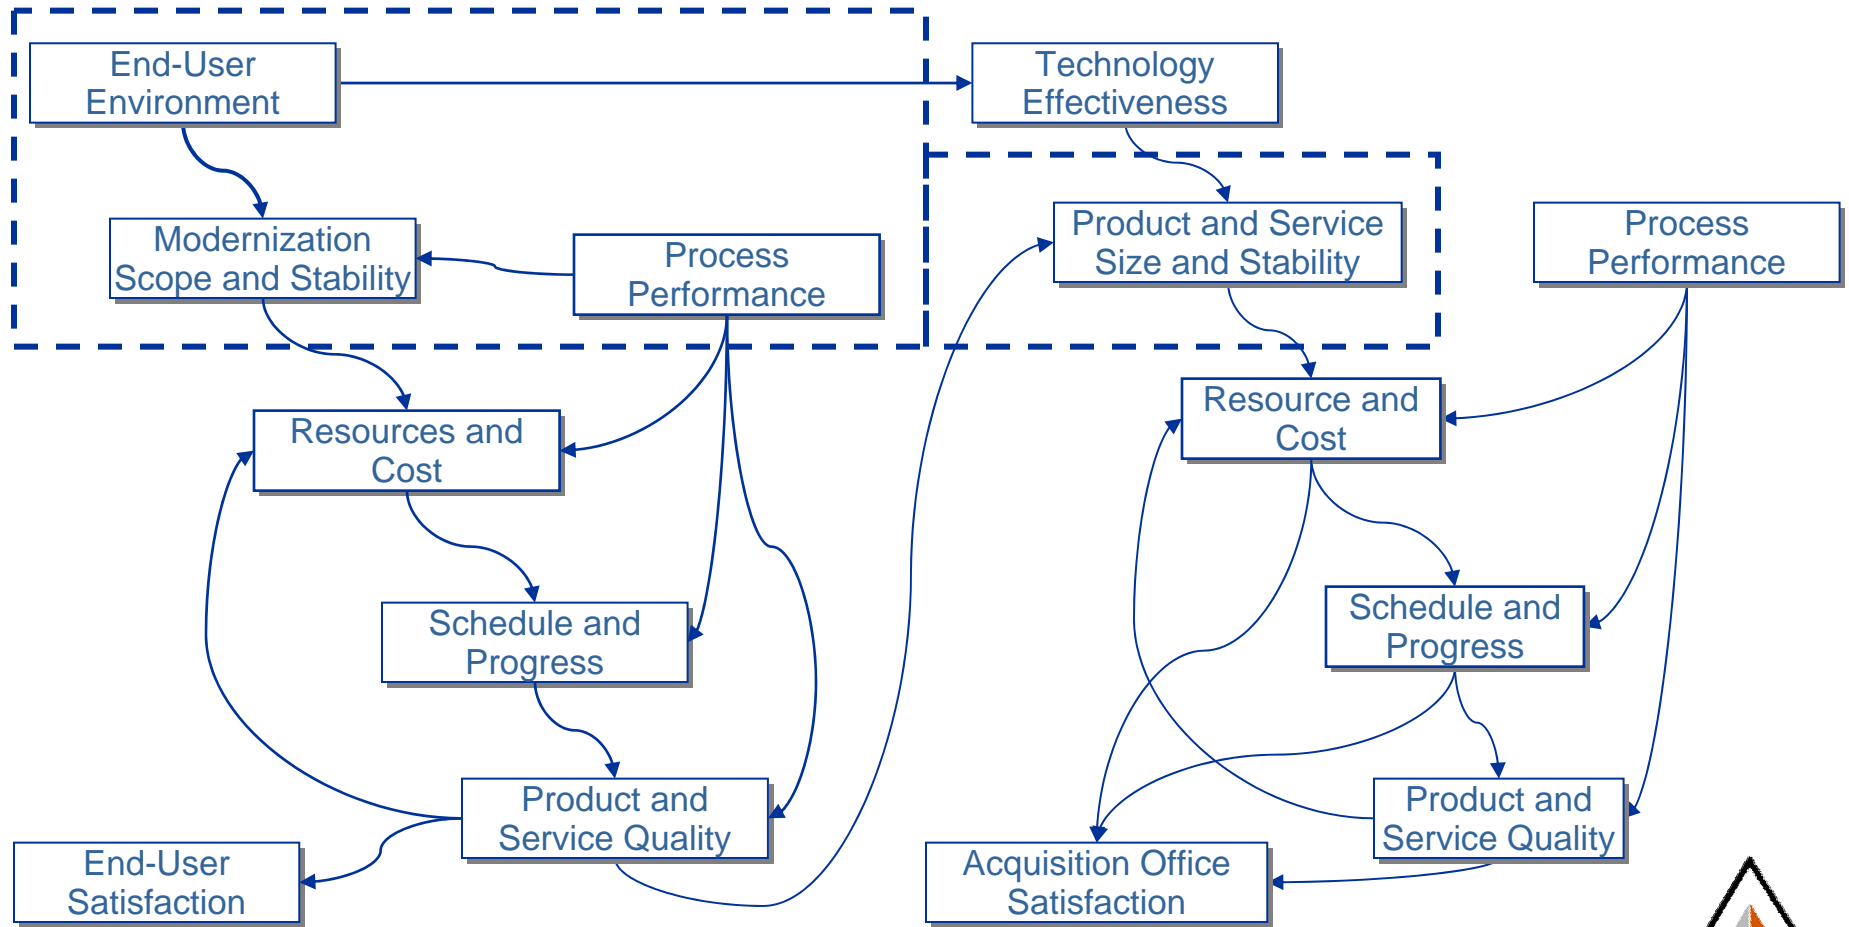 End-User
Environment
Technology
Effectiveness
Modernization
Scope and Stability
Process
Performance
Product and Service
Size and Stability
Process
Performance
Resources and
Cost
Resource and
Cost
Schedule and
Progress
Schedule and
Progress
Product and
Service Quality
Product and
Service Quality
End-User
Satisfaction
Acquisition Office
Satisfaction